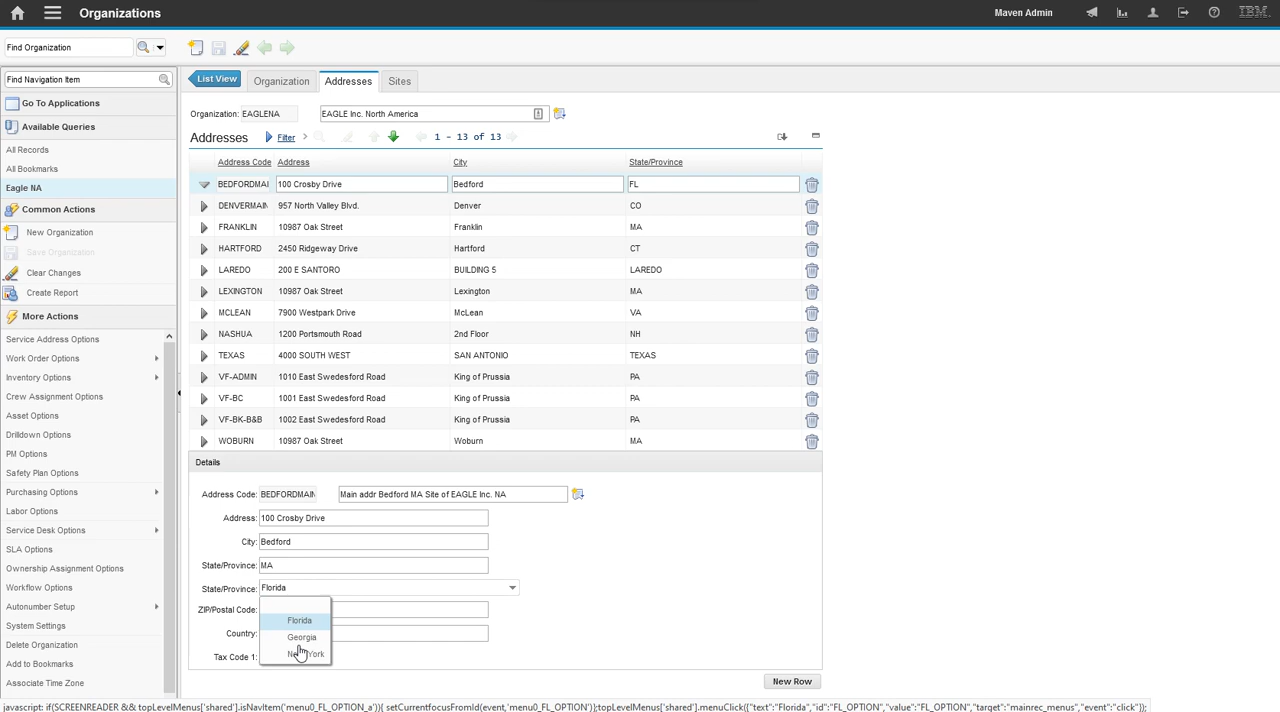 Organizations
Maven Admin
IBM
Find Organization
Find Navigation Item
Go To Applications
Available Queries
All Records
All Bookmarks
Eagle NA
Common Actions
New Organization
Save Organization
Clear Changes
Create Report
More Actions
Service Address Options
Work Order Options
Inventory Options
Crew Assignment Options
Asset Options
Drilldown Options
PM Options
Safety Plan Options
Purchasing Options
Labor Options
Service Desk Options
SLA Options
Ownership Assignment Options
Workflow Options
Autonumber Setup
System Settings
Delete Organization
Add to Bookmarks
Associate Time Zone
List View Organization Addresses Sites
Organization: EAGLENA EAGLE Inc. North America
Addresses Filter 1 - 13 of 13
Address Code Address City State/Province
BEDFORDMAI 100 Crosby Drive Bedford FL
DENVERMAIN 957 North Valley Blvd. Denver CO
FRANKLIN 10987 Oak Street Franklin MA
HARTFORD 2450 Ridgeway Drive Hartford CT
LAREDO 200 E SANTORO BUILDING 5 LAREDO
LEXINGTON 10987 Oak Street Lexington MA
MCLEAN 7900 Westpark Drive McLean VA
NASHUA 1200 Portsmouth Road 2nd Floor NH
TEXAS 4000 SOUTH WEST SAN ANTONIO TEXAS
VF-ADMIN 1010 East Swedesford Road King of Prussia PA
VF-BC 1001 East Swedesford Road King of Prussia PA
VF-BK-B&B 1002 East Swedesford Road King of Prussia PA
WOBURN 10987 Oak Street Woburn MA
Details
Address Code: BEDFORDMAIN Main addr Bedford MA Site of EAGLE Inc. NA
Address: 100 Crosby Drive
City: Bedford
State/Province: MA
State/Province: Florida
ZIP/Postal Code:
Country:
Tax Code 1:
Florida
Georgia
New York
New Row
javascript: if(SCREENREADER && topLevelMenus['shared'].isNavItem('menu0_FL_OPTION_a')){ setCurrentfocusFromId(event,'menu0_FL_OPTION')};topLevelMenus['shared'].menuClick({"text":"Florida","id":"FL_OPTION","value":"FL_OPTION","target":"mainrec_menus","event":"click"});